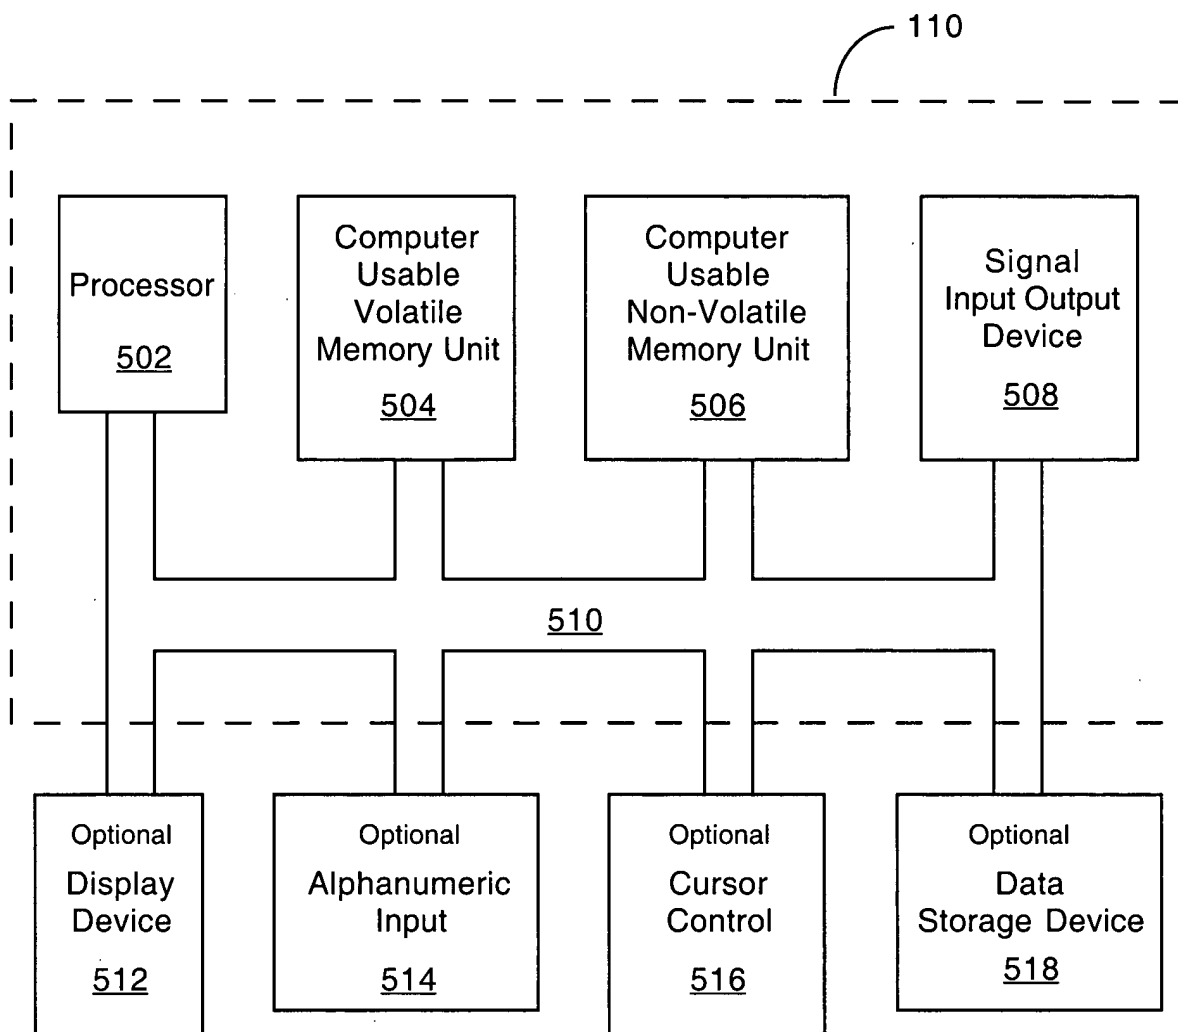 110
Processor
502
Computer
Usable
Volatile
Memory Unit
504
Computer
Usable
Non-Volatile
Memory Unit
506
Signal
Input Output
Device
508
510
Optional
Display
Device
512
Optional
Alphanumeric
Input
514
Optional
Cursor
Control
516
Optional
Data
Storage Device
518